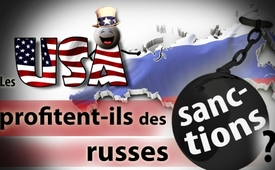 Les USA
profitent-ils des
russes
sanc-
tions
?